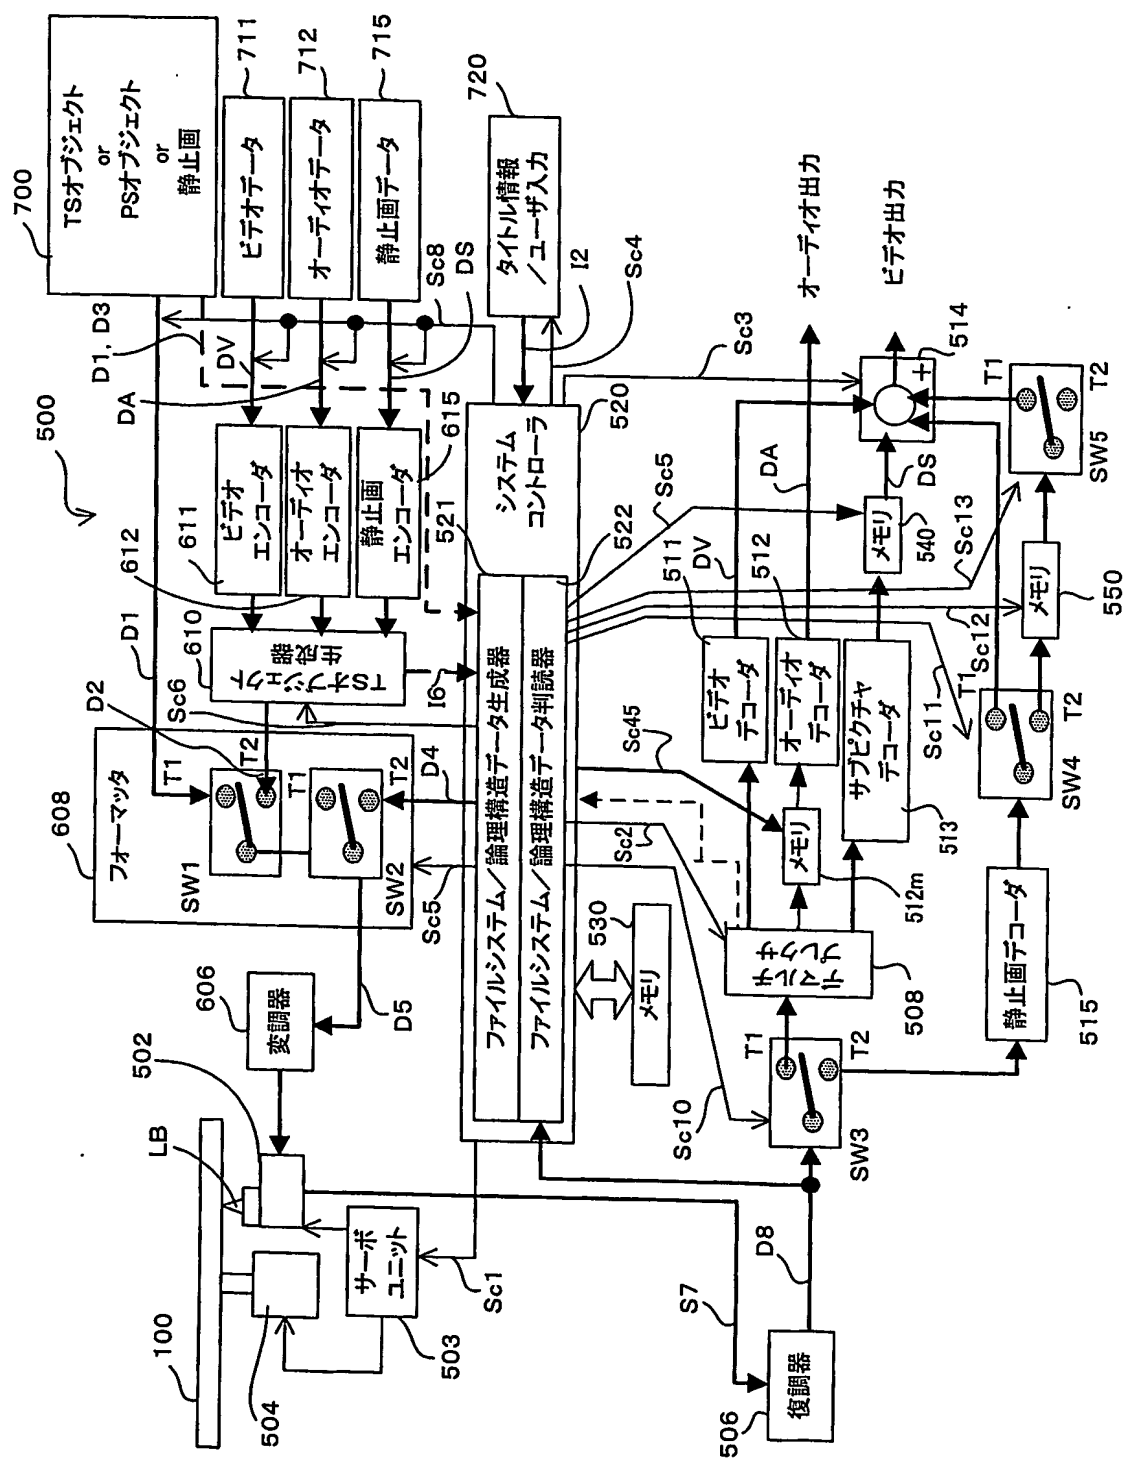 700
TSオブジェクト
or
PSオブジェクト
or
静止画
711
ビデオデータ
712
オーディオデータ
715
静止画データ
720
タイトル情報
/ユーザ入力
500
D1, D3
DV
DA
Sc8
DS
I2
Sc4
D1
611
ビデオ
エンコーダ
612
オーディオ
エンコーダ
615
静止画
エンコーダ
610
TSオブジェクト
生成器
Sc6
D2
I6
608
フォーマッタ
T1
T2
SW1
T1
T2
SW2
D4
Sc5
D5
606
変調器
502
LB
100
504
サーボ
ユニット
503
Sc1
520
システム
コントローラ
521
ファイルシステム/論理構造データ生成器
522
ファイルシステム/論理構造データ判読器
530
メモリ
Sc3
Sc5
Sc45
Sc2
Sc10
Sc13
Sc12
Sc11
511
ビデオ
デコーダ
DV
512
オーディオ
デコーダ
DA
オーディオ出力
ビデオ出力
514
+
サブピクチャ
デコーダ
513
メモリ
540
DS
メモリ
512m
デマルチ
プレクサ
508
T1
T2
SW3
S7
D8
復調器
506
静止画デコーダ
515
T1
T2
SW4
メモリ
550
T1
T2
SW5